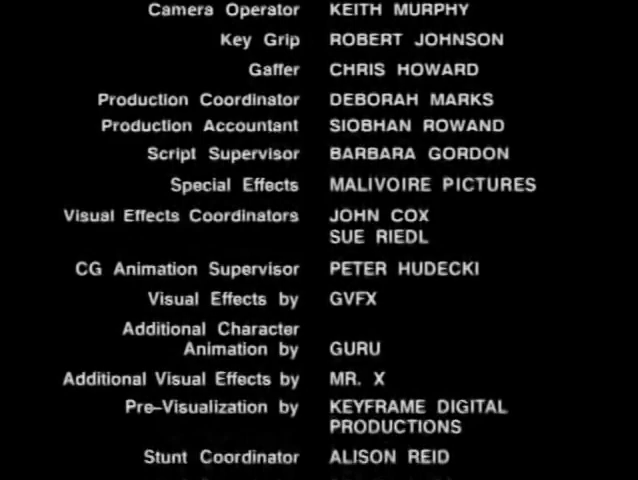 Camera Operator KEITH MURPHY
Key Grip ROBERT JOHNSON
Gaffer CHRIS HOWARD
Production Coordinator DEBORAH MARKS
Production Accountant SIOBHAN ROWAND
Script Supervisor BARBARA GORDON
Special Effects MALIVOIRE PICTURES
Visual Effects Coordinators JOHN COX
SUE RIEDL
CG Animation Supervisor PETER HUDECKI
Visual Effects by GVFX
Additional Character
Animation by GURU
Additional Visual Effects by MR. X
Pre-Visualization by KEYFRAME DIGITAL
PRODUCTIONS
Stunt Coordinator ALISON REID